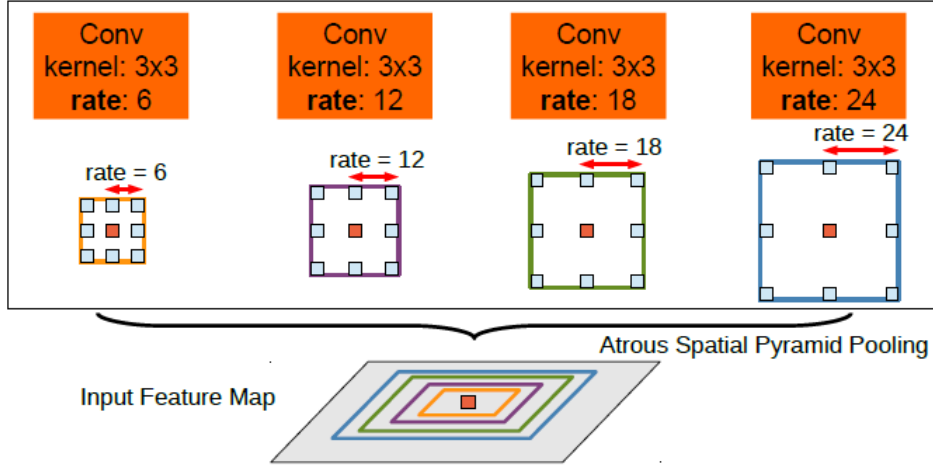 Conv
kernel: 3x3
rate: 6
Conv
kernel: 3x3
rate: 12
Conv
kernel: 3x3
rate: 18
Conv
kernel: 3x3
rate: 24
rate = 6
rate = 12
rate = 18
rate = 24
Atrous Spatial Pyramid Pooling
Input Feature Map